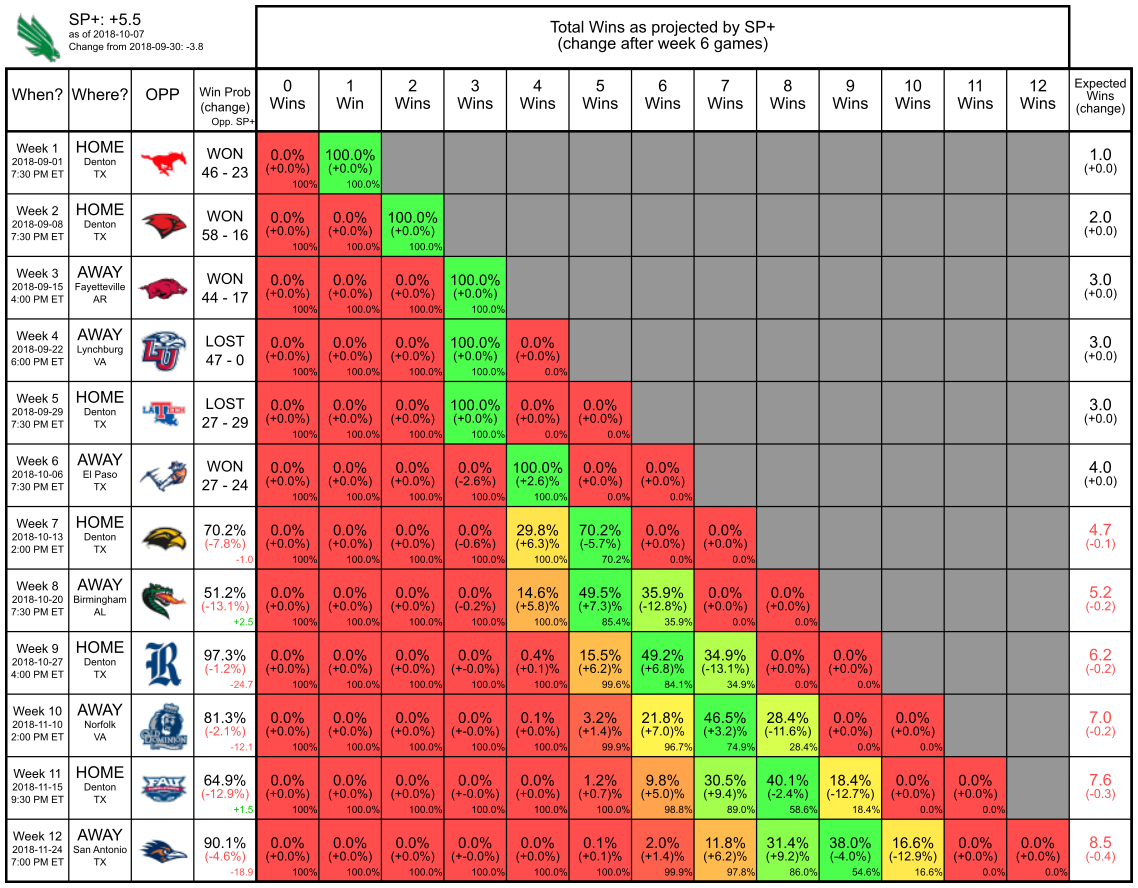 SP+: +5.5
as of 2018-10-07
Change from 2018-09-30: -3.8
Total Wins as projected by SP+
(change after week 6 games)
When? Where? OPP Win Prob (change) Opp. SP+ 0 Wins 1 Win 2 Wins 3 Wins 4 Wins 5 Wins 6 Wins 7 Wins 8 Wins 9 Wins 10 Wins 11 Wins 12 Wins Expected Wins (change)
Week 1 HOME WON 0.0% 100.0% 1.0
2018-09-01 Denton (+0.0%) (+0.0%) (+0.0)
7:30 PM ET TX 46 - 23 100% 100.0%
Week 2 HOME WON 0.0% 0.0% 100.0% 2.0
2018-09-08 Denton (+0.0%) (+0.0%) (+0.0%) (+0.0)
7:30 PM ET TX 58 - 16 100% 100.0% 100.0%
Week 3 AWAY WON 0.0% 0.0% 0.0% 100.0% 3.0
2018-09-15 Fayetteville (+0.0%) (+0.0%) (+0.0%) (+0.0%) (+0.0)
4:00 PM ET AR 44 - 17 100% 100.0% 100.0% 100.0%
Week 4 AWAY LU LOST 0.0% 0.0% 0.0% 100.0% 0.0% 3.0
2018-09-22 Lynchburg (+0.0%) (+0.0%) (+0.0%) (+0.0%) (+0.0%) (+0.0)
6:00 PM ET VA 47 - 0 100% 100.0% 100.0% 100.0% 0.0%
Week 5 HOME LA TECH LOST 0.0% 0.0% 0.0% 100.0% 0.0% 0.0% 3.0
2018-09-29 Denton (+0.0%) (+0.0%) (+0.0%) (+0.0%) (+0.0%) (+0.0%) (+0.0)
7:30 PM ET TX 27 - 29 100% 100.0% 100.0% 100.0% 0.0% 0.0%
Week 6 AWAY WON 0.0% 0.0% 0.0% 0.0% 100.0% 0.0% 0.0% 4.0
2018-10-06 El Paso (+0.0%) (+0.0%) (+0.0%) (-2.6%) (+2.6)% (+0.0%) (+0.0%) (+0.0)
7:30 PM ET TX 27 - 24 100% 100.0% 100.0% 100.0% 100.0% 0.0% 0.0%
Week 7 HOME 70.2% 0.0% 0.0% 0.0% 0.0% 29.8% 70.2% 0.0% 0.0% 4.7
2018-10-13 Denton (-7.8%) (+0.0%) (+0.0%) (+0.0%) (-0.6%) (+6.3%) (-5.7%) (+0.0%) (+0.0%) (-0.1)
2:00 PM ET TX -1.0 100% 100.0% 100.0% 100.0% 100.0% 70.2% 0.0% 0.0%
Week 8 AWAY 51.2% 0.0% 0.0% 0.0% 0.0% 14.6% 49.5% 35.9% 0.0% 0.0% 5.2
2018-10-20 Birmingham (-13.1%) (+0.0%) (+0.0%) (+0.0%) (-0.2%) (+5.8%) (+7.3%) (-12.8%) (+0.0%) (+0.0%) (-0.2)
7:30 PM ET AL +2.5 100% 100.0% 100.0% 100.0% 100.0% 85.4% 35.9% 0.0% 0.0%
Week 9 HOME R 97.3% 0.0% 0.0% 0.0% 0.0% 0.4% 15.5% 49.2% 34.9% 0.0% 0.0% 6.2
2018-10-27 Denton (-1.2%) (+0.0%) (+0.0%) (+0.0%) (+-0.0%) (+0.1%) (+6.2%) (+6.8%) (-13.1%) (+0.0%) (+0.0%) (-0.2)
4:00 PM ET TX -24.7 100% 100.0% 100.0% 100.0% 100.0% 99.6% 84.1% 34.9% 0.0% 0.0%
Week 10 AWAY OLD DOMINION 81.3% 0.0% 0.0% 0.0% 0.0% 0.1% 3.2% 21.8% 46.5% 28.4% 0.0% 0.0% 7.0
2018-11-10 Norfolk (-2.1%) (+0.0%) (+0.0%) (+0.0%) (+-0.0%) (+0.0%) (+1.4%) (+7.0%) (+3.2%) (-11.6%) (+0.0%) (+0.0%) (-0.2)
2:00 PM ET VA -12.1 100% 100.0% 100.0% 100.0% 100.0% 99.9% 96.7% 74.9% 28.4% 0.0% 0.0%
Week 11 HOME FAU 64.9% 0.0% 0.0% 0.0% 0.0% 0.0% 1.2% 9.8% 30.5% 40.1% 18.4% 0.0% 0.0% 7.6
2018-11-15 Denton (-12.9%) (+0.0%) (+0.0%) (+0.0%) (+-0.0%) (+0.0%) (+0.7%) (+5.0%) (+9.4%) (-2.4%) (-12.7%) (+0.0%) (+0.0%) (-0.3)
9:30 PM ET TX +1.5 100% 100.0% 100.0% 100.0% 100.0% 100.0% 98.8% 89.0% 58.6% 18.4% 0.0% 0.0%
Week 12 AWAY 90.1% 0.0% 0.0% 0.0% 0.0% 0.0% 0.1% 2.0% 11.8% 31.4% 38.0% 16.6% 0.0% 0.0% 8.5
2018-11-24 San Antonio (-4.6%) (+0.0%) (+0.0%) (+0.0%) (+-0.0%) (+0.0%) (+0.1%) (+1.4%) (+6.2%) (+9.2%) (-4.0%) (-12.9%) (+0.0%) (+0.0%) (-0.4)
7:00 PM ET TX -18.9 100% 100.0% 100.0% 100.0% 100.0% 100.0% 99.9% 97.8% 86.0% 54.6% 16.6% 0.0% 0.0%